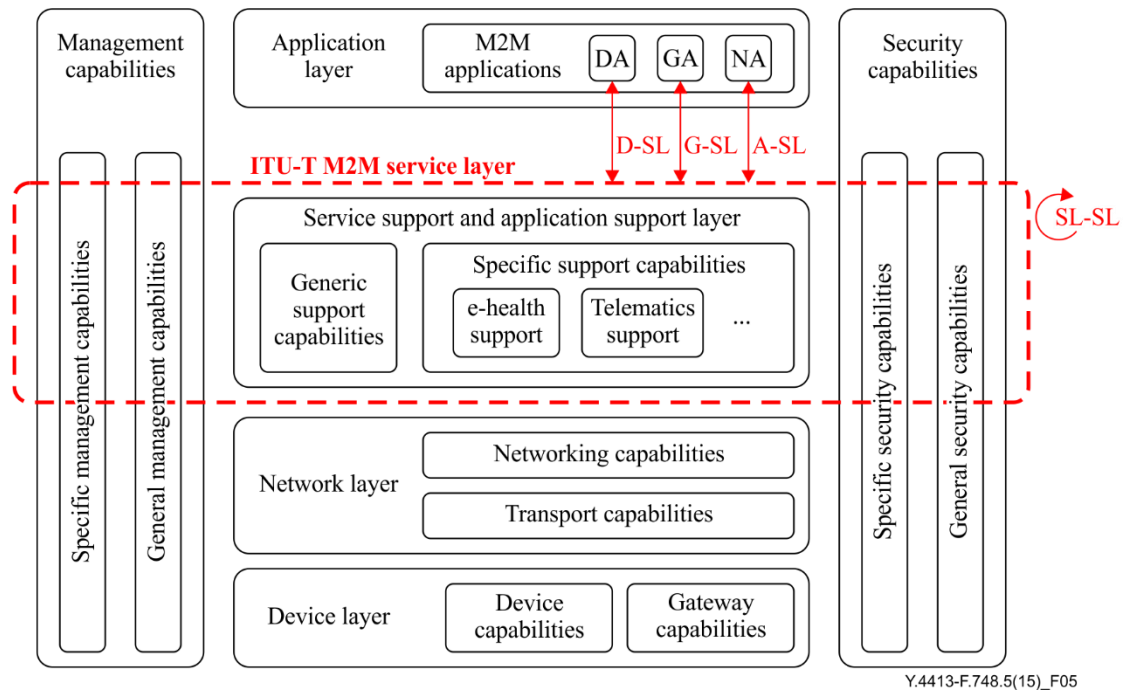 Management
capabilities
Application
layer
M2M
applications
DA
GA
NA
Security
capabilities
D-SL
G-SL
A-SL
ITU-T M2M service layer
SL-SL
Service support and application support layer
Generic
support
capabilities
Specific support capabilities
e-health
support
Telematics
support
...
Specific management capabilities
General management capabilities
Specific security capabilities
General security capabilities
Network layer
Networking capabilities
Transport capabilities
Device layer
Device
capabilities
Gateway
capabilities
Y.4413-F.748.5(15)_F05